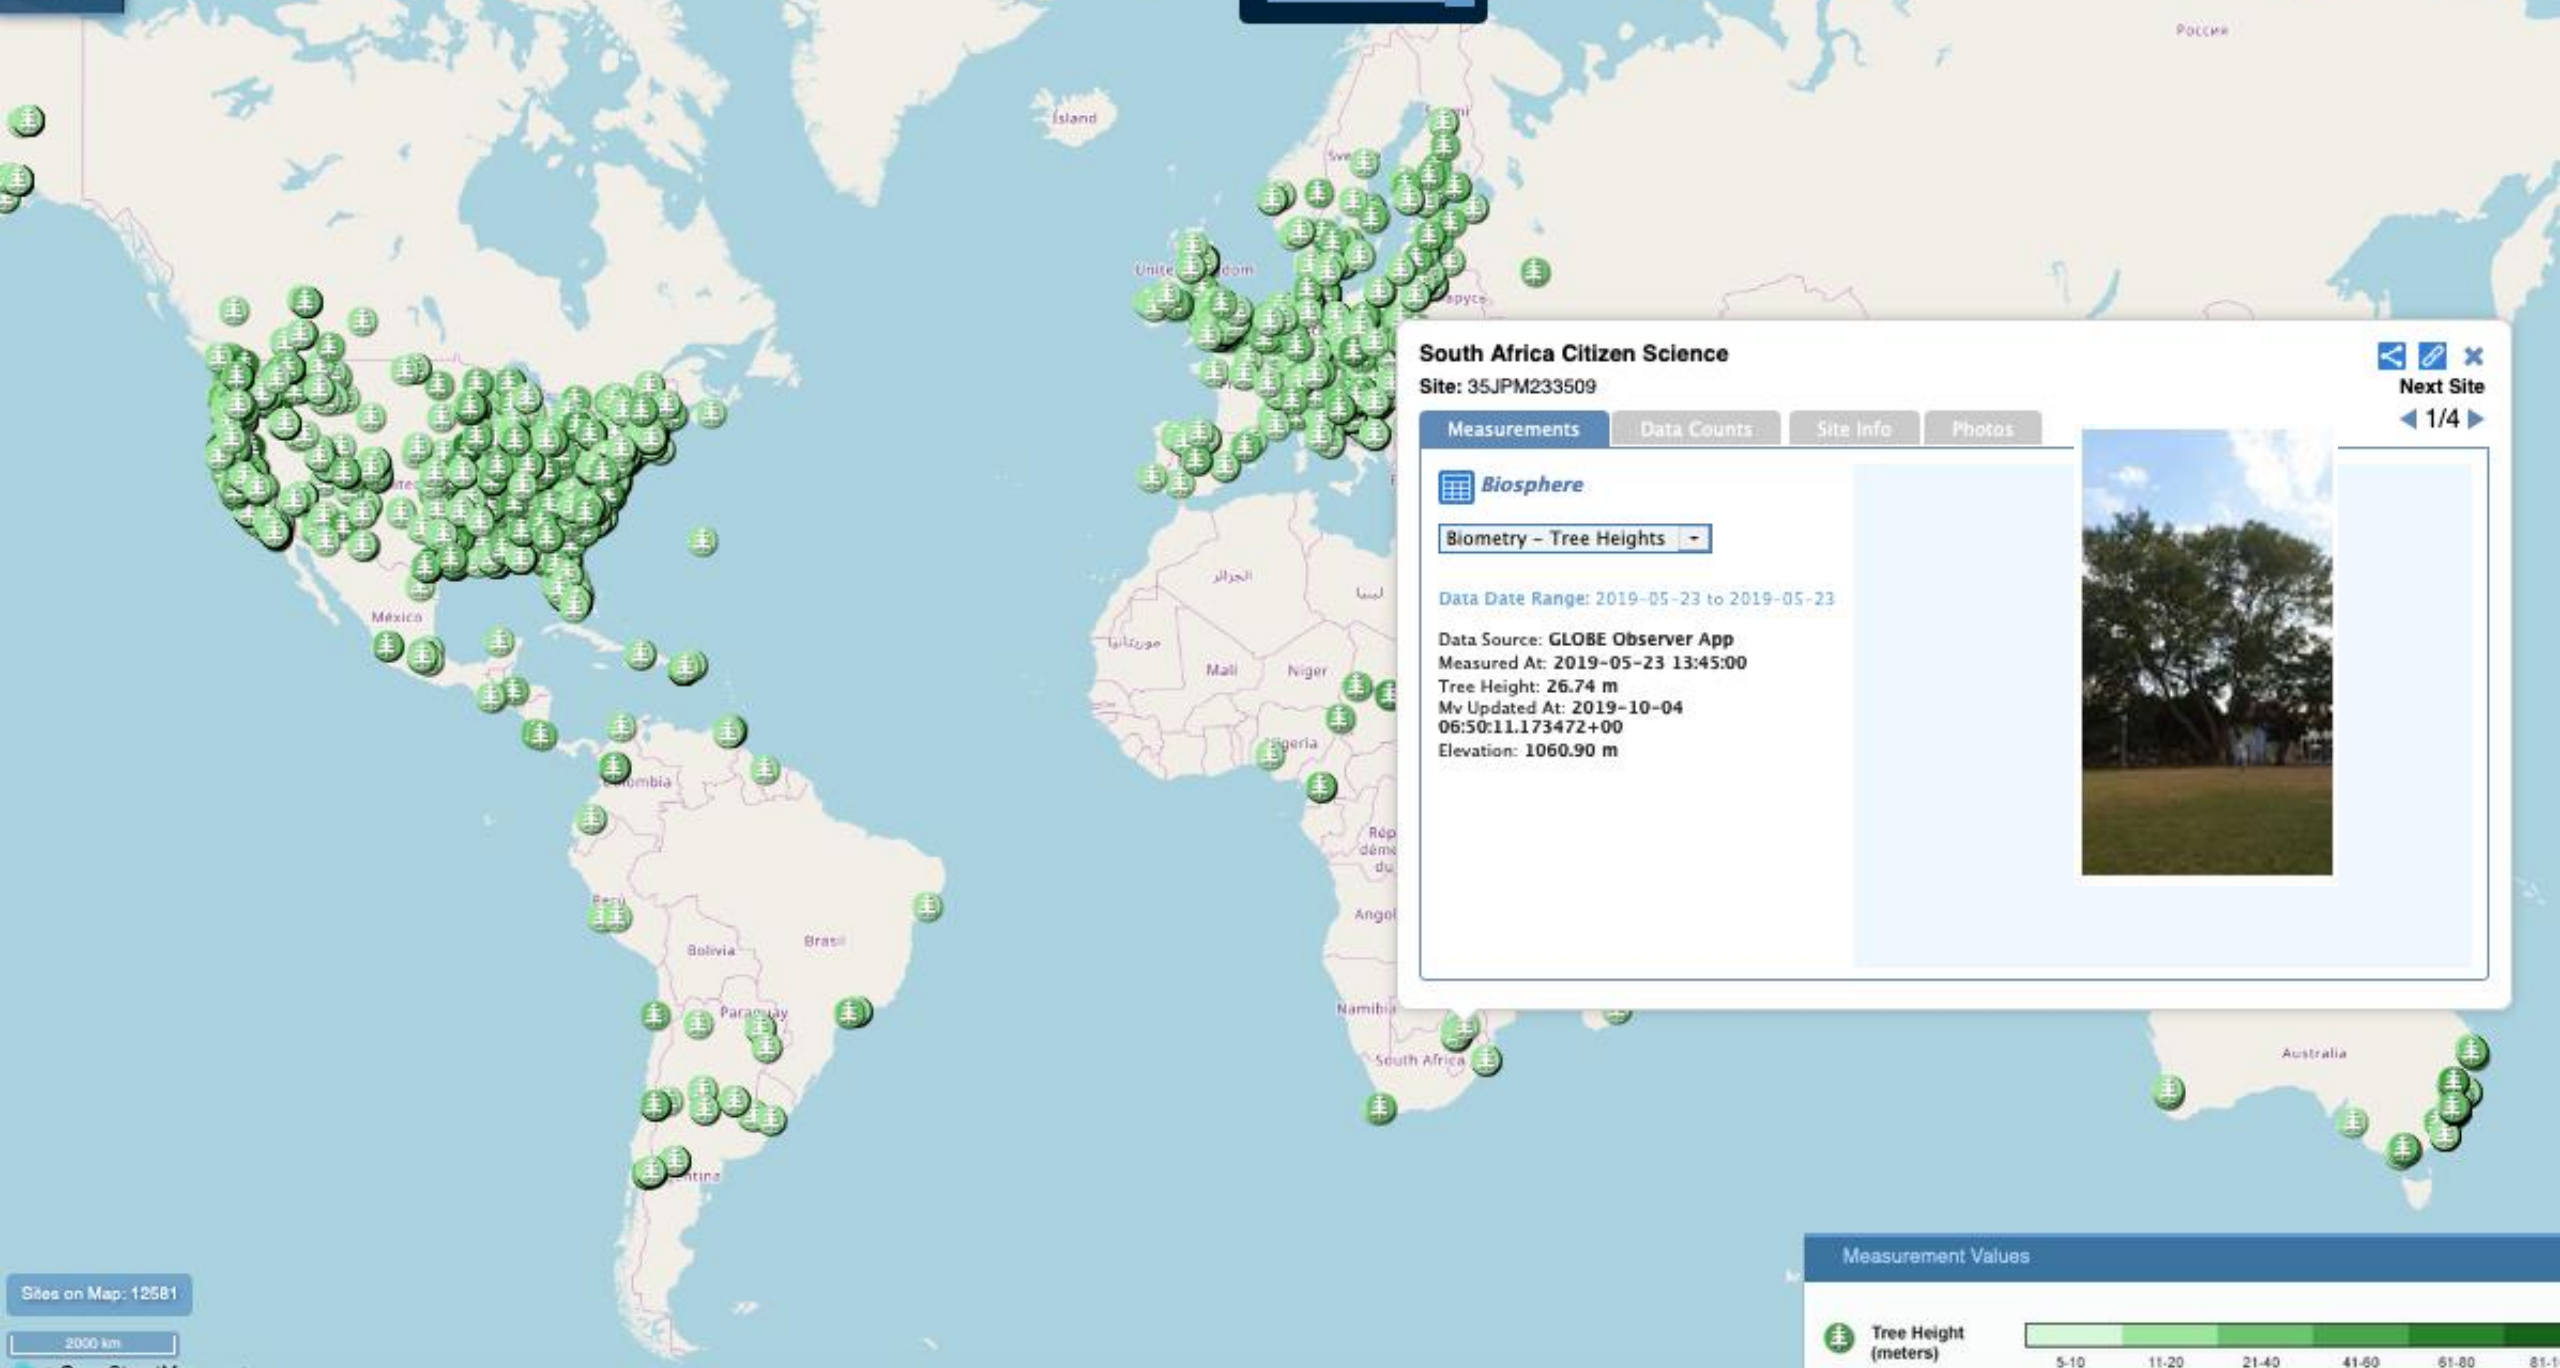 Россия
Ísland
México
الجزائر
ليبيا
موريتانيا
Mali
Niger
Bolivia
Brasil
Perú
Namibia
South Africa
Australia
South Africa Citizen Science
Site: 35JPM233509
Next Site
1/4
Measurements
Data Counts
Site Info
Photos
Biosphere
Biometry – Tree Heights
Data Date Range: 2019-05-23 to 2019-05-23
Data Source: GLOBE Observer App
Measured At: 2019-05-23 13:45:00
Tree Height: 26.74 m
Mv Updated At: 2019-10-04
06:50:11.173472+00
Elevation: 1060.90 m
Sites on Map: 12581
2000 km
Measurement Values
Tree Height
(meters)
5-10 11-20 21-40 41-60 61-80